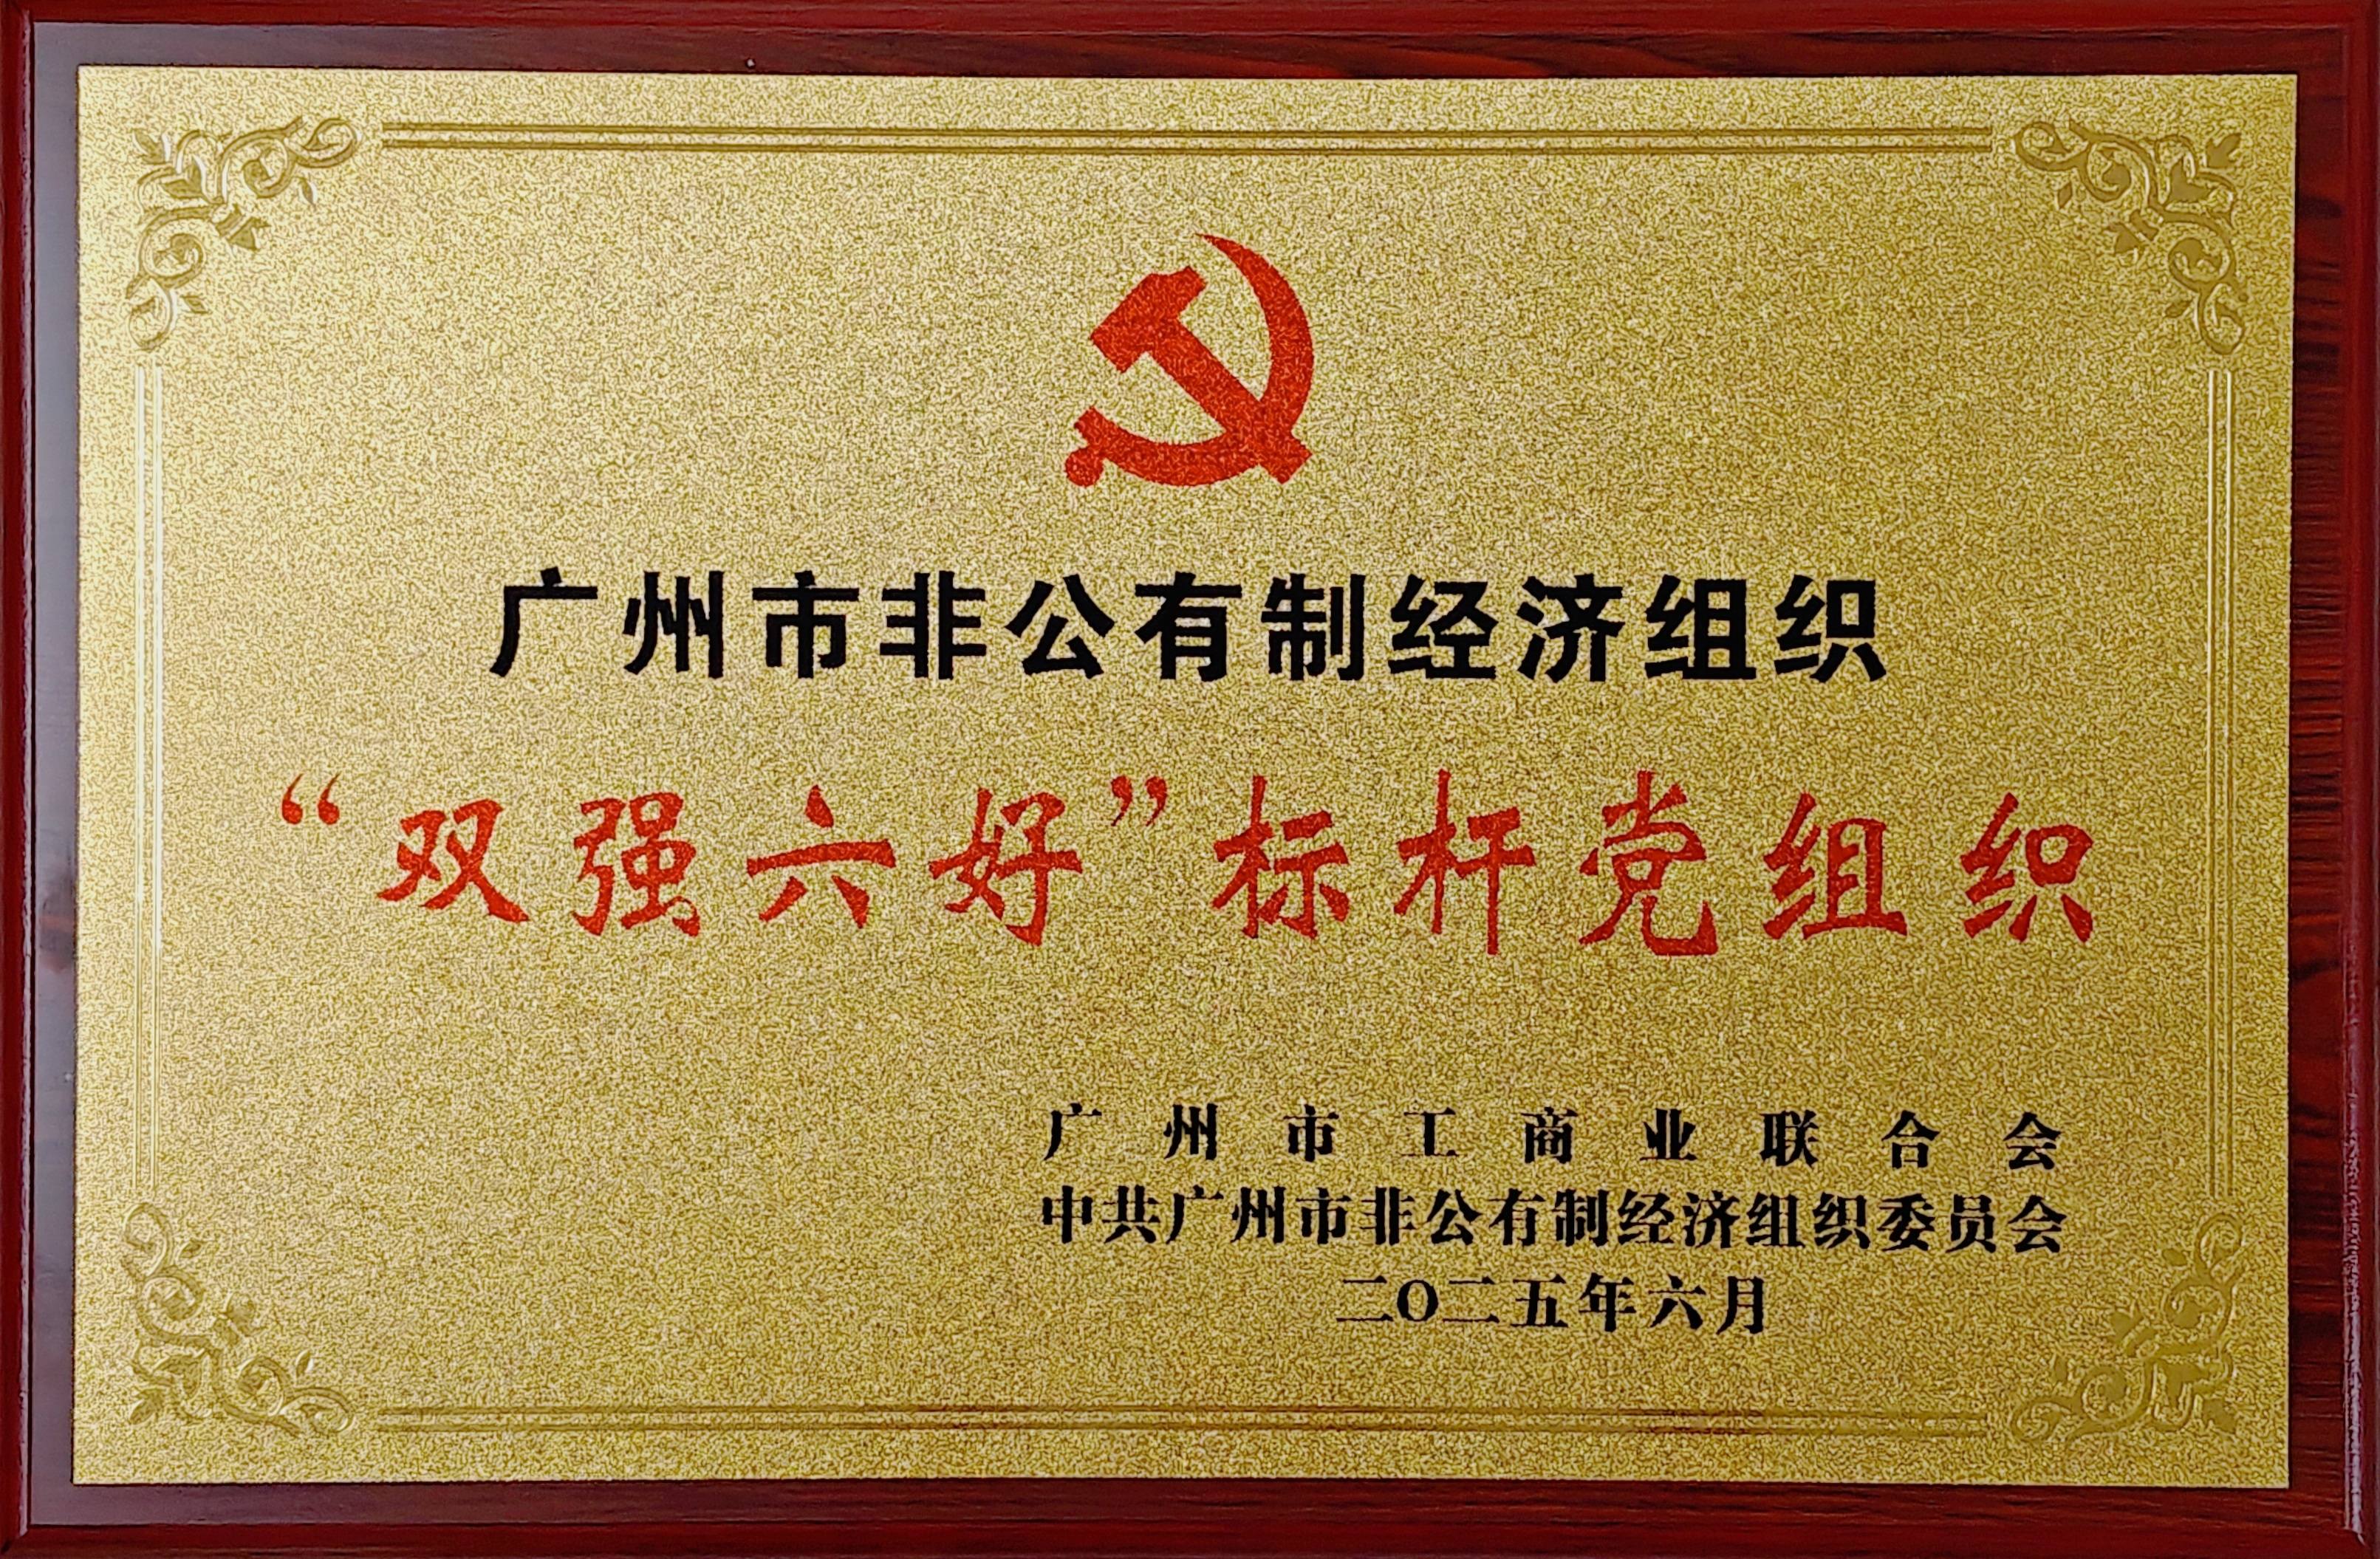 广州市非公有制经济组织
“双强六好”标杆党组织
广州市工商业联合会
中共广州市非公有制经济组织委员会
二O二五年六月